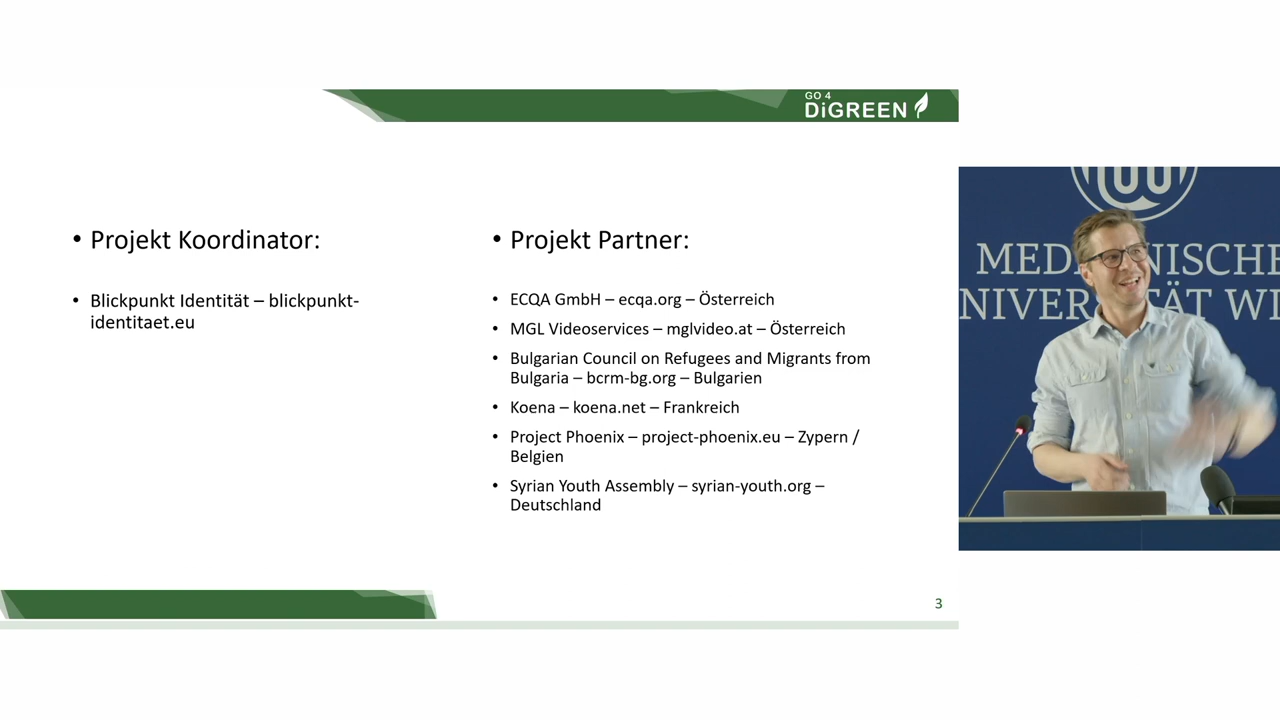 GO 4
DiGREEN
• Projekt Koordinator:
• Blickpunkt Identität – blickpunkt-
identitaet.eu
• Projekt Partner:
• ECQA GmbH – ecqa.org – Österreich
• MGL Videoservices – mglvideo.at – Österreich
• Bulgarian Council on Refugees and Migrants from
Bulgaria – bcrm-bg.org – Bulgarien
• Koena – koena.net – Frankreich
• Project Phoenix – project-phoenix.eu – Zypern /
Belgien
• Syrian Youth Assembly – syrian-youth.org –
Deutschland
3